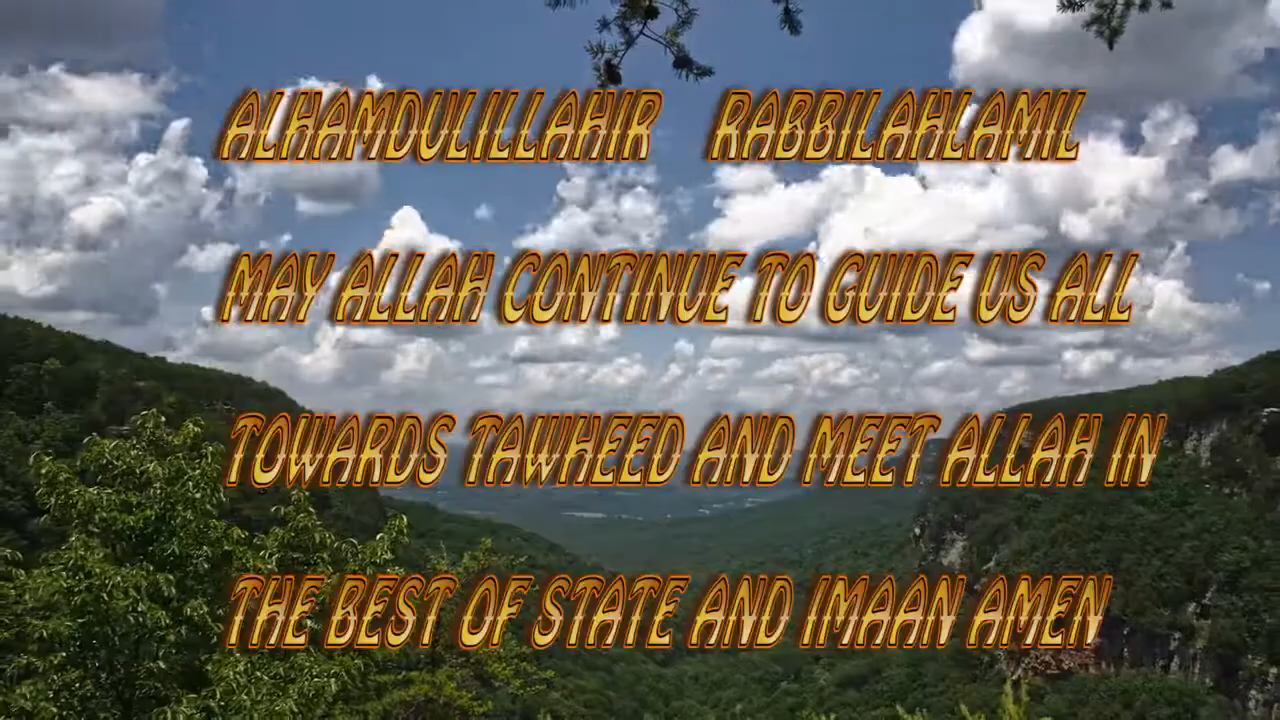 ALHAMDULILLAHIR RABBILAHLAMIL
MAY ALLAH CONTINUE TO GUIDE US ALL
TOWARDS TAWHEED AND MEET ALLAH IN
THE BEST OF STATE AND IMAAN AMEN